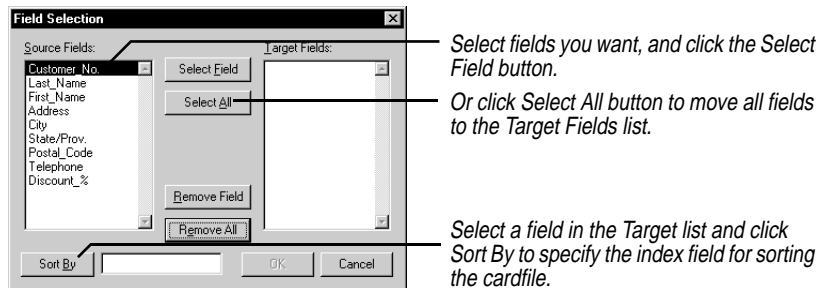 Field Selection
Source Fields:
Target Fields:
Customer_No.
Last_Name
First_Name
Address
City
State/Prov.
Postal_Code
Telephone
Discount_%
Select Field
Select All
Remove Field
Remove All
Sort By
OK
Cancel
Select fields you want, and click the Select
Field button.
Or click Select All button to move all fields
to the Target Fields list.
Select a field in the Target list and click
Sort By to specify the index field for sorting
the cardfile.